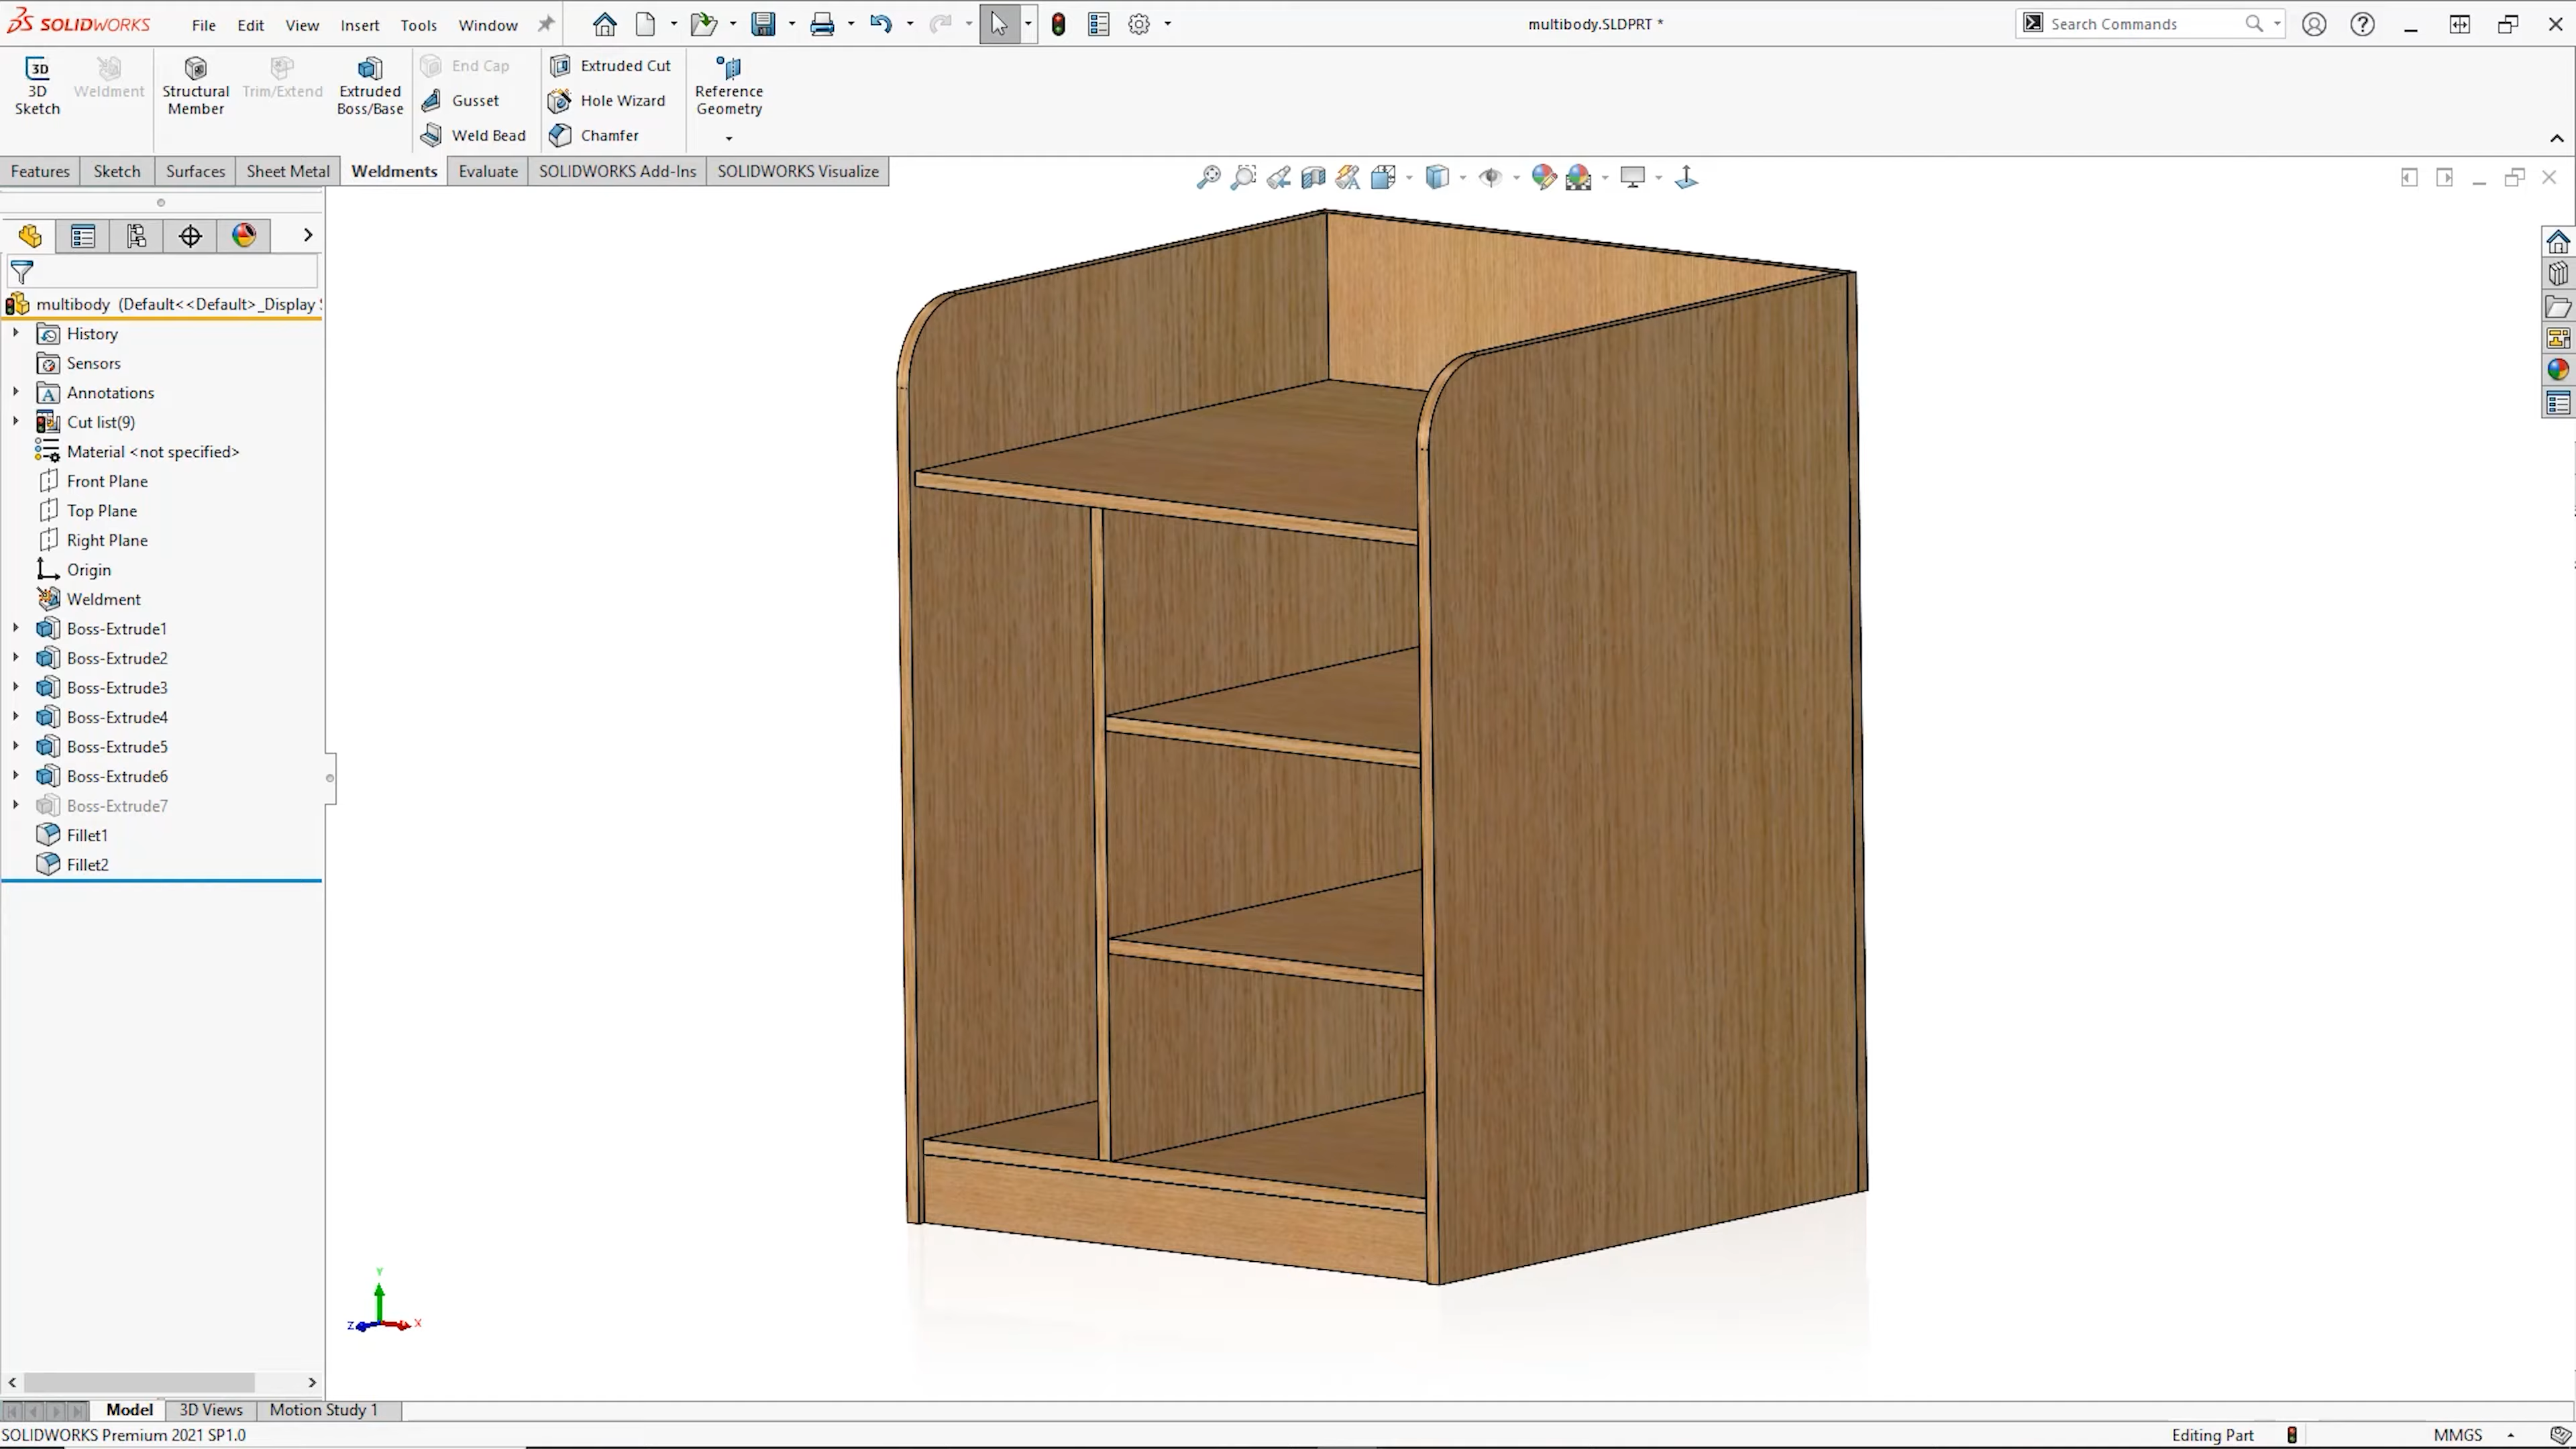 SOLIDWORKS File Edit View Insert Tools Window multibody.SLDPRT * Search Commands
3D Sketch
Weldment
Structural Member
Trim/Extend
Extruded Boss/Base
End Cap
Gusset
Weld Bead
Extruded Cut
Hole Wizard
Chamfer
Reference Geometry
Features Sketch Surfaces Sheet Metal Weldments Evaluate SOLIDWORKS Add-Ins SOLIDWORKS Visualize
multibody (Default<<Default>_Display
History
Sensors
Annotations
Cut list(9)
Material <not specified>
Front Plane
Top Plane
Right Plane
Origin
Weldment
Boss-Extrude1
Boss-Extrude2
Boss-Extrude3
Boss-Extrude4
Boss-Extrude5
Boss-Extrude6
Boss-Extrude7
Fillet1
Fillet2
Y
Z X
Model 3D Views Motion Study 1
SOLIDWORKS Premium 2021 SP1.0 Editing Part MMGS